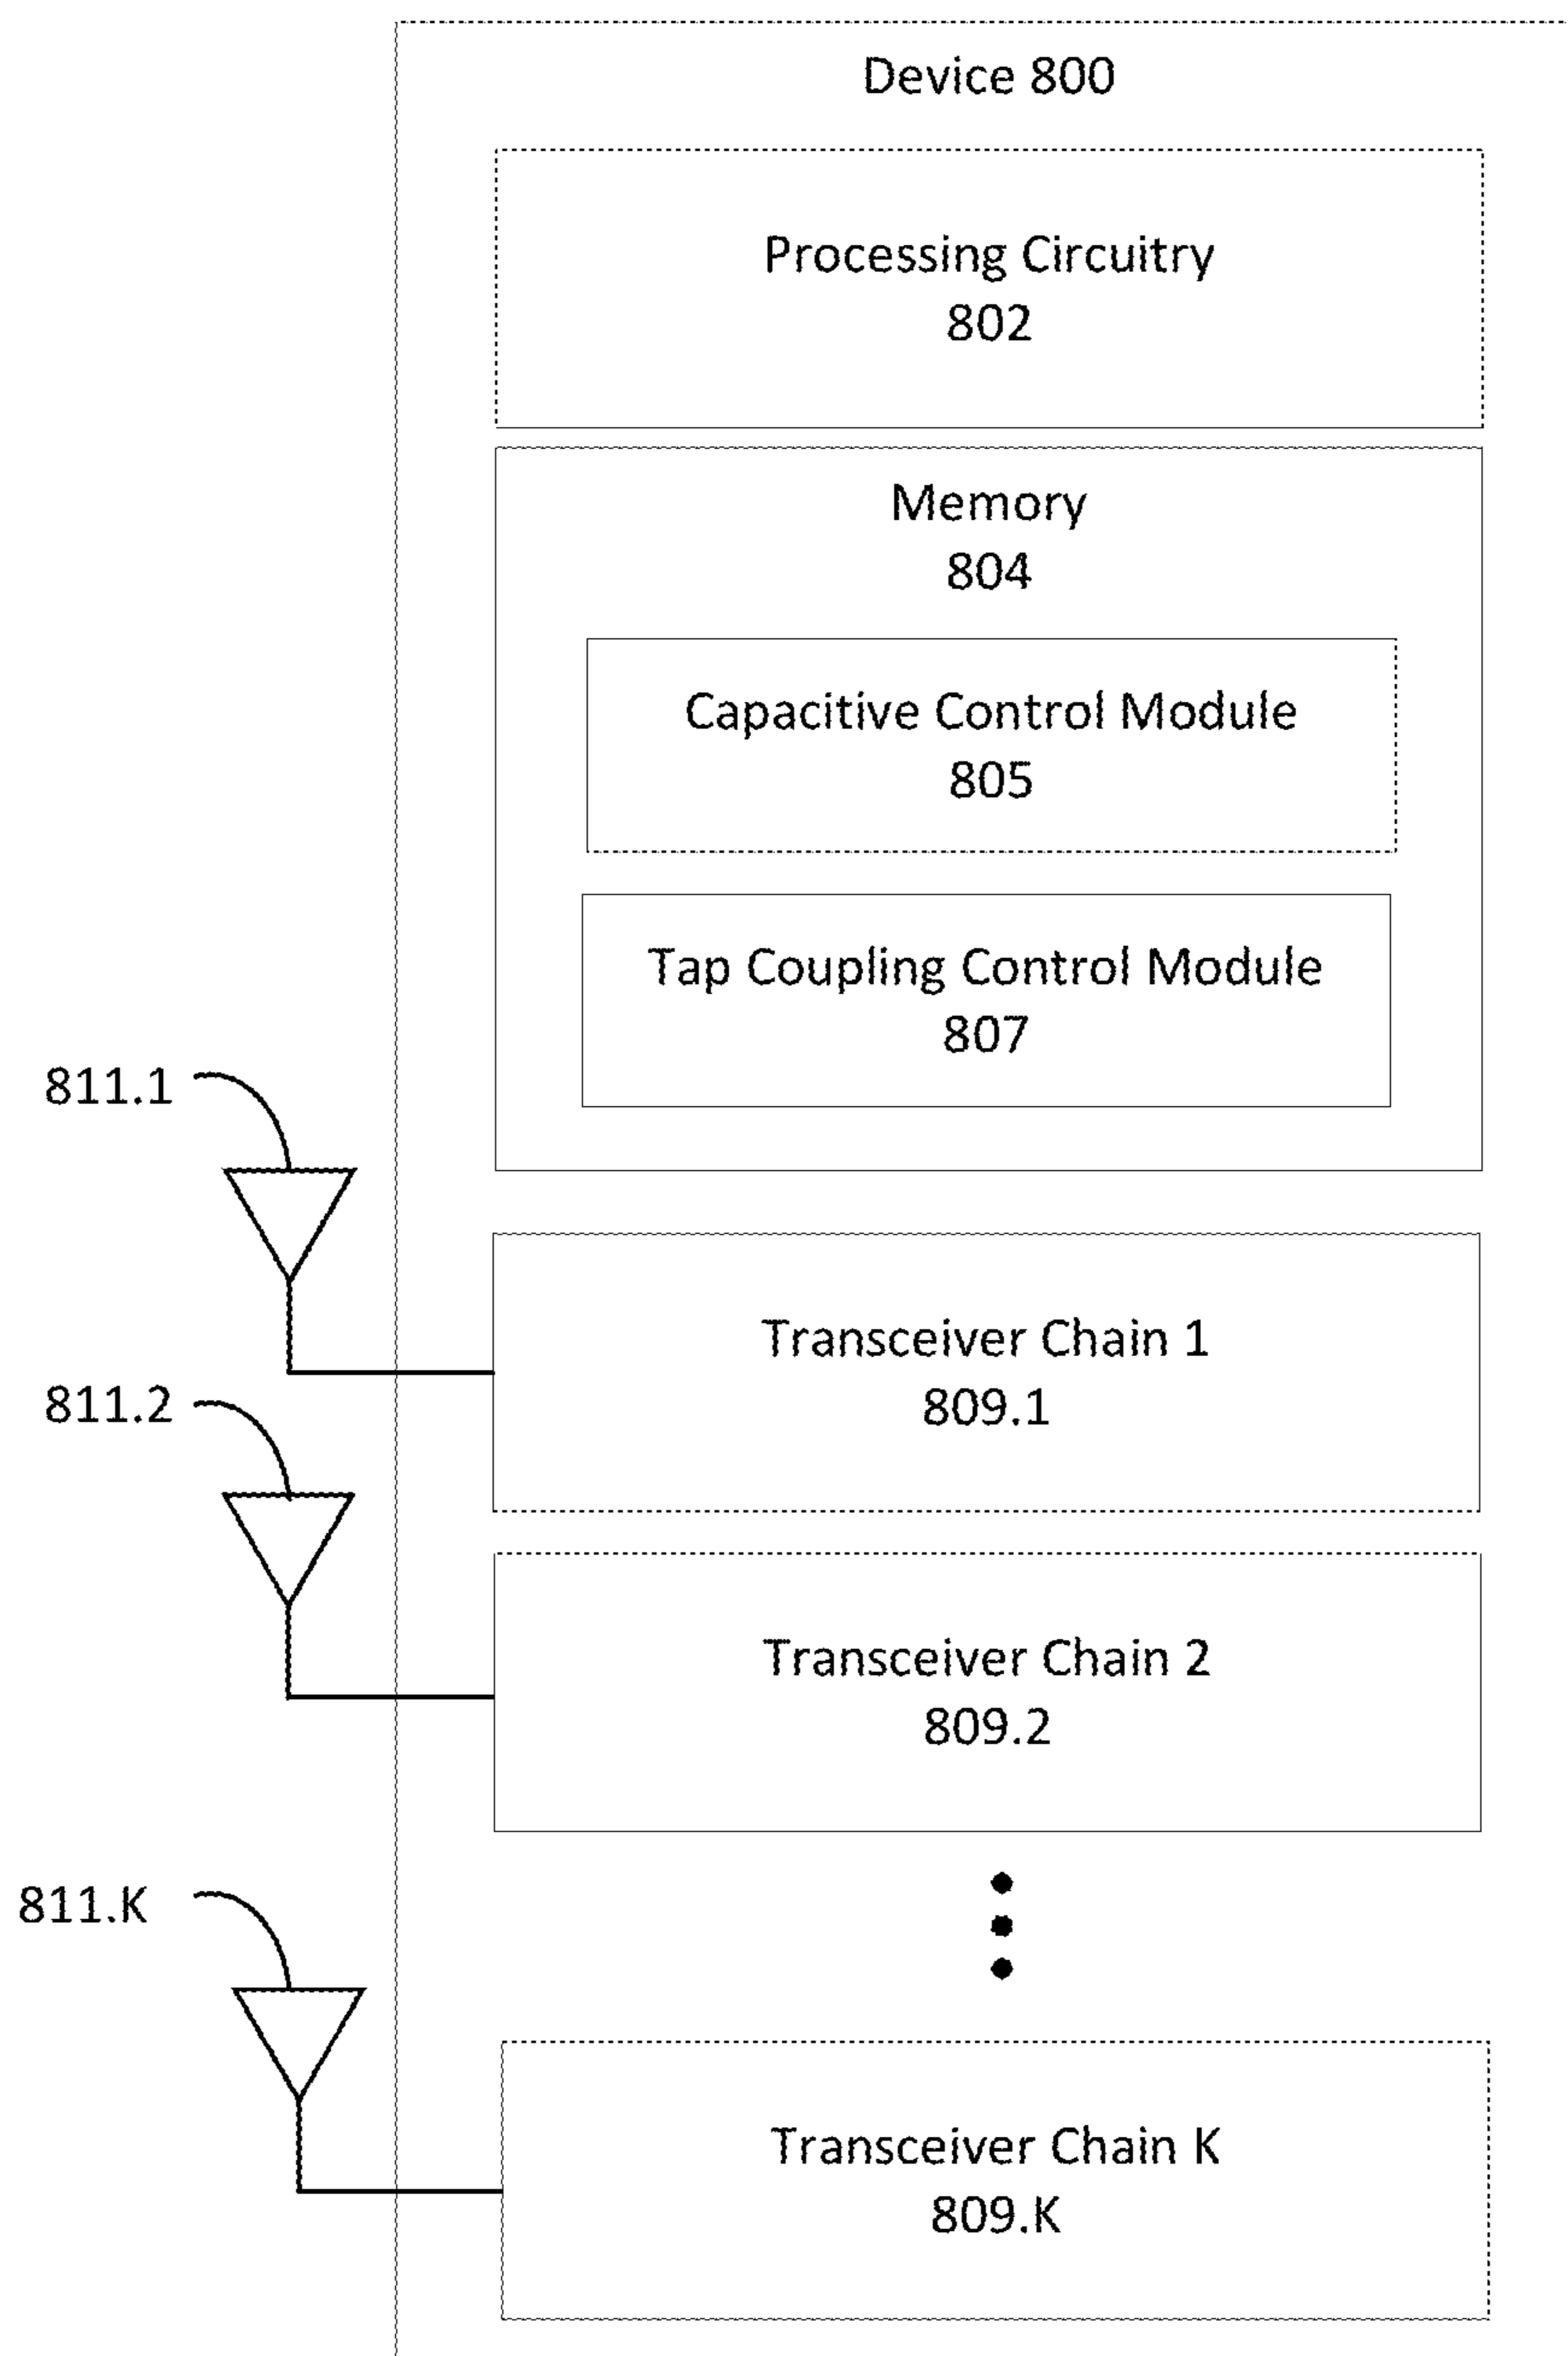 Device 800
Processing Circuitry
802
Memory
804
Capacitive Control Module
805
Tap Coupling Control Module
807
811.1
Transceiver Chain 1
809.1
811.2
Transceiver Chain 2
809.2
811.K
Transceiver Chain K
809.K